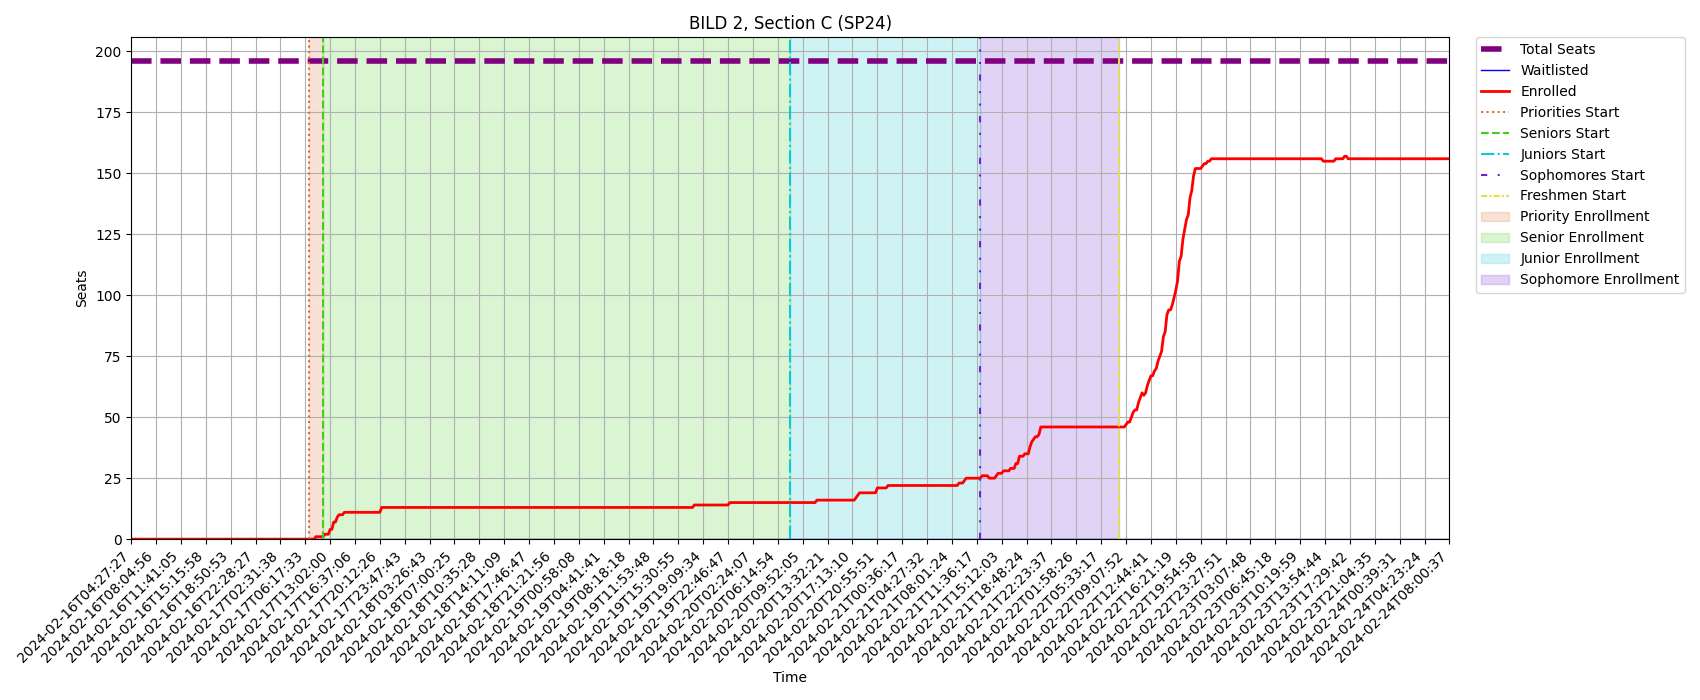 BILD 2, Section C (SP24)
Seats
200
175
150
125
100
75
50
25
0
2024-02-16T04:27:27
2024-02-16T08:04:56
2024-02-16T11:41:05
2024-02-16T15:15:58
2024-02-16T18:50:53
2024-02-16T22:28:27
2024-02-17T02:31:38
2024-02-17T06:17:33
2024-02-17T13:02:00
2024-02-17T16:37:06
2024-02-17T20:12:26
2024-02-17T23:47:43
2024-02-18T03:26:43
2024-02-18T07:00:25
2024-02-18T10:35:28
2024-02-18T14:11:09
2024-02-18T17:46:47
2024-02-18T21:21:56
2024-02-19T00:58:08
2024-02-19T04:41:41
2024-02-19T08:18:18
2024-02-19T11:53:48
2024-02-19T15:30:55
2024-02-19T19:09:34
2024-02-19T22:46:47
2024-02-20T02:24:07
2024-02-20T06:14:54
2024-02-20T09:52:05
2024-02-20T13:32:21
2024-02-20T17:13:10
2024-02-20T20:55:51
2024-02-21T00:36:17
2024-02-21T04:27:32
2024-02-21T08:01:24
2024-02-21T11:36:17
2024-02-21T15:12:03
2024-02-21T18:48:24
2024-02-21T22:23:37
2024-02-22T01:58:26
2024-02-22T05:33:17
2024-02-22T09:07:52
2024-02-22T12:44:41
2024-02-22T16:21:19
2024-02-22T19:54:58
2024-02-22T23:27:51
2024-02-23T03:07:48
2024-02-23T06:45:18
2024-02-23T10:19:59
2024-02-23T13:54:44
2024-02-23T17:29:42
2024-02-23T21:04:35
2024-02-24T00:39:31
2024-02-24T04:23:24
2024-02-24T08:00:37
Time
Total Seats
Waitlisted
Enrolled
Priorities Start
Seniors Start
Juniors Start
Sophomores Start
Freshmen Start
Priority Enrollment
Senior Enrollment
Junior Enrollment
Sophomore Enrollment